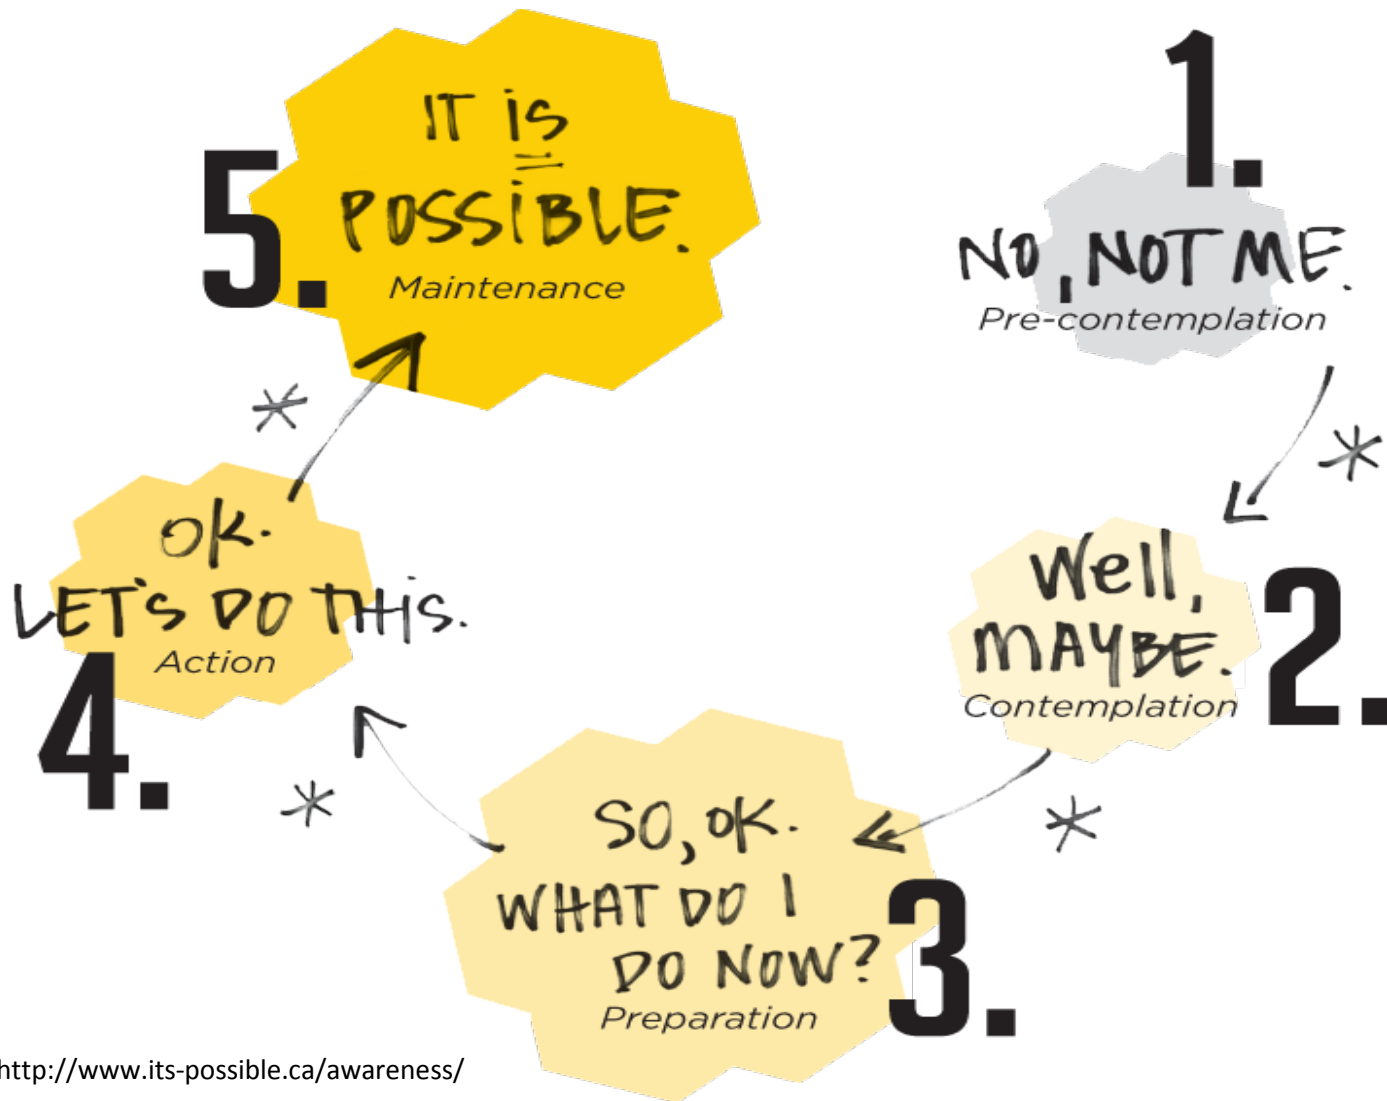 1.
NO, NOT ME.
Pre-contemplation
Well,
MAYBE.
Contemplation
2.
SO, OK.
WHAT DO I
DO NOW?
Preparation
3.
OK.
LET'S DO THIS.
Action
4.
IT is
POSSIBLE.
Maintenance
5.
http://www.its-possible.ca/awareness/